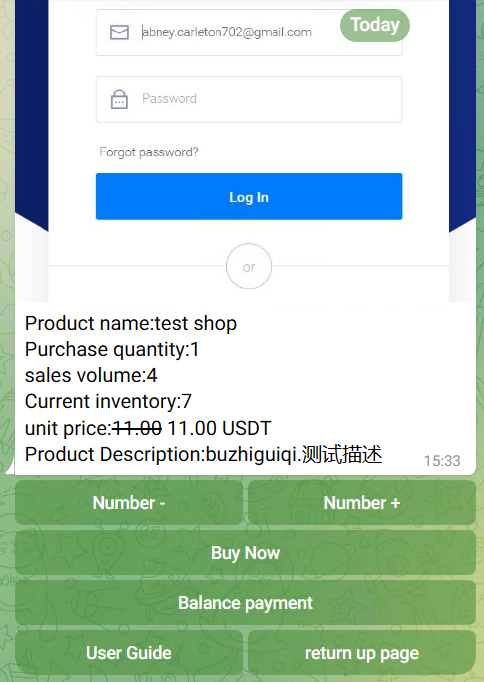 abney.carleton702@gmail.com
Today
Password
Forgot password?
Log In
or
Product name:test shop
Purchase quantity:1
sales volume:4
Current inventory:7
unit price:11.00 11.00 USDT
Product Description:buzhiguiqi.测试描述
15:33
Number - Number +
Buy Now
Balance payment
User Guide return up page